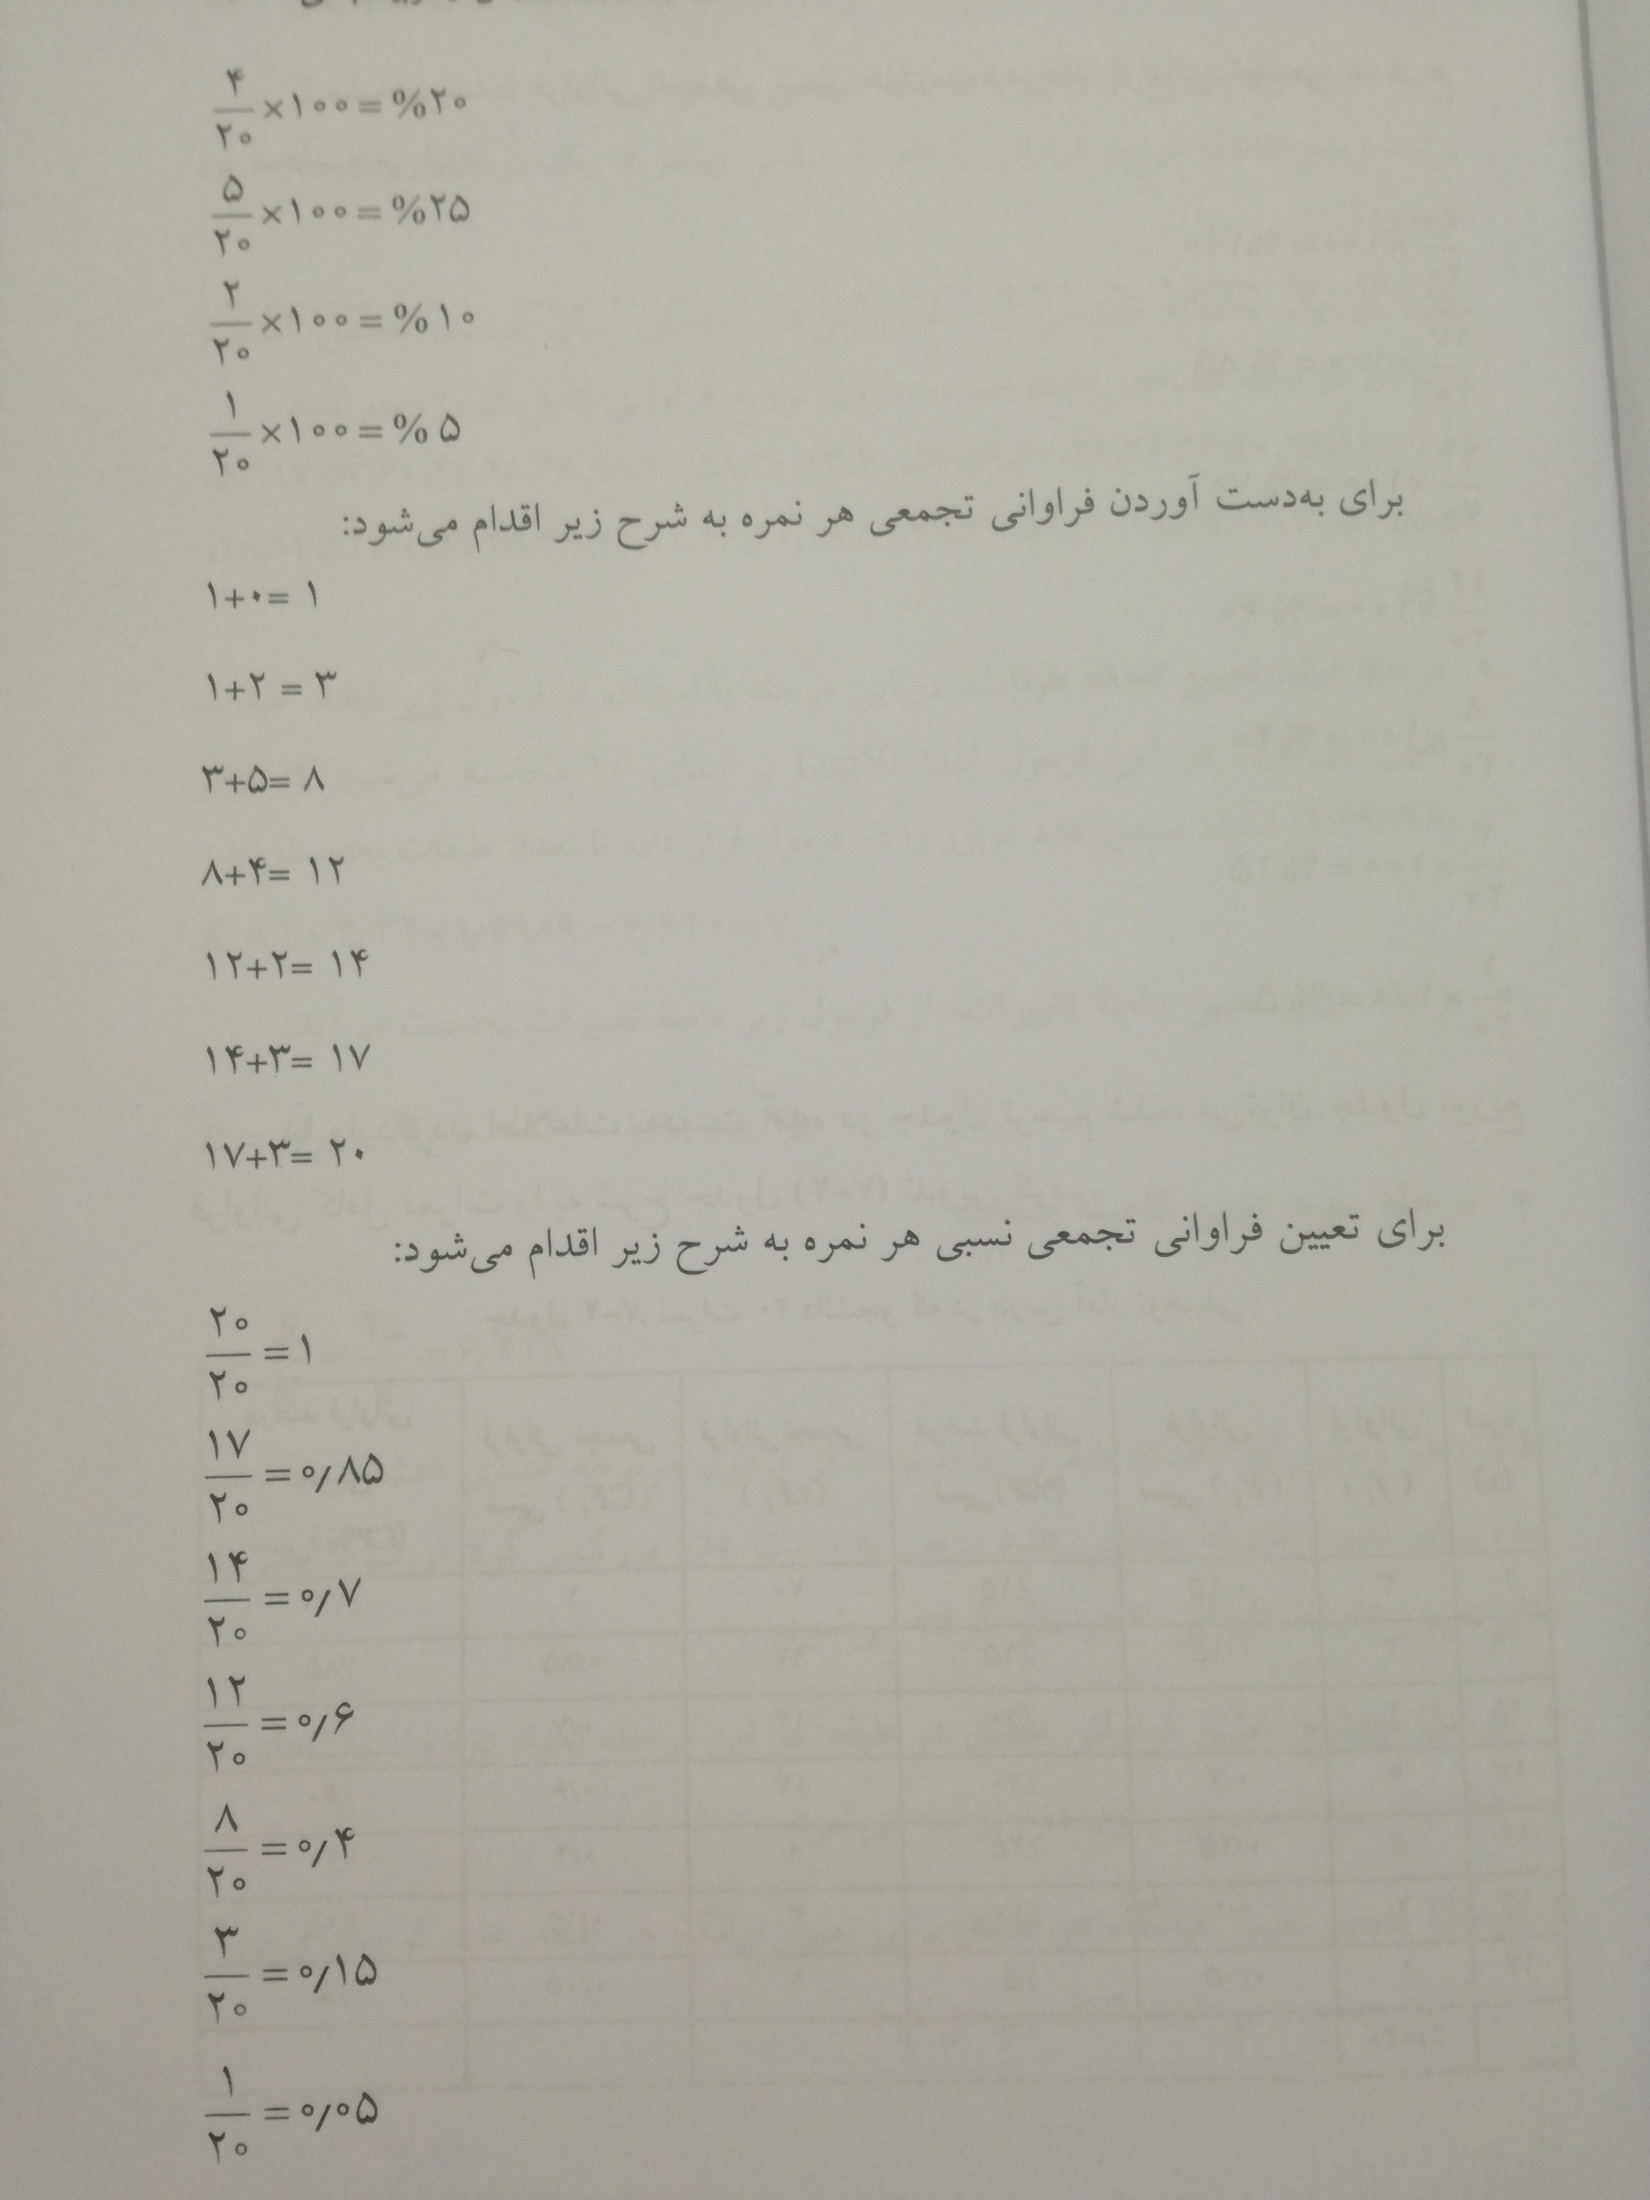 ۴/۲۰ ×۱۰۰ = %۲۰
۵/۲۰ ×۱۰۰ = %۲۵
۲/۲۰ ×۱۰۰ = %۱۰
۱/۲۰ ×۱۰۰ = %۵
برای به‌دست آوردن فراوانی تجمعی هر نمره به شرح زیر اقدام می‌شود:
۱+۰= ۱
۱+۲ = ۳
۳+۵= ۸
۸+۴= ۱۲
۱۲+۲= ۱۴
۱۴+۳= ۱۷
۱۷+۳= ۲۰
برای تعیین فراوانی تجمعی نسبی هر نمره به شرح زیر اقدام می‌شود:
۲۰/۲۰ = ۱
۱۷/۲۰ = ۰٫۸۵
۱۴/۲۰ = ۰٫۷
۱۲/۲۰ = ۰٫۶
۸/۲۰ = ۰٫۴
۳/۲۰ = ۰٫۱۵
۱/۲۰ = ۰٫۰۵